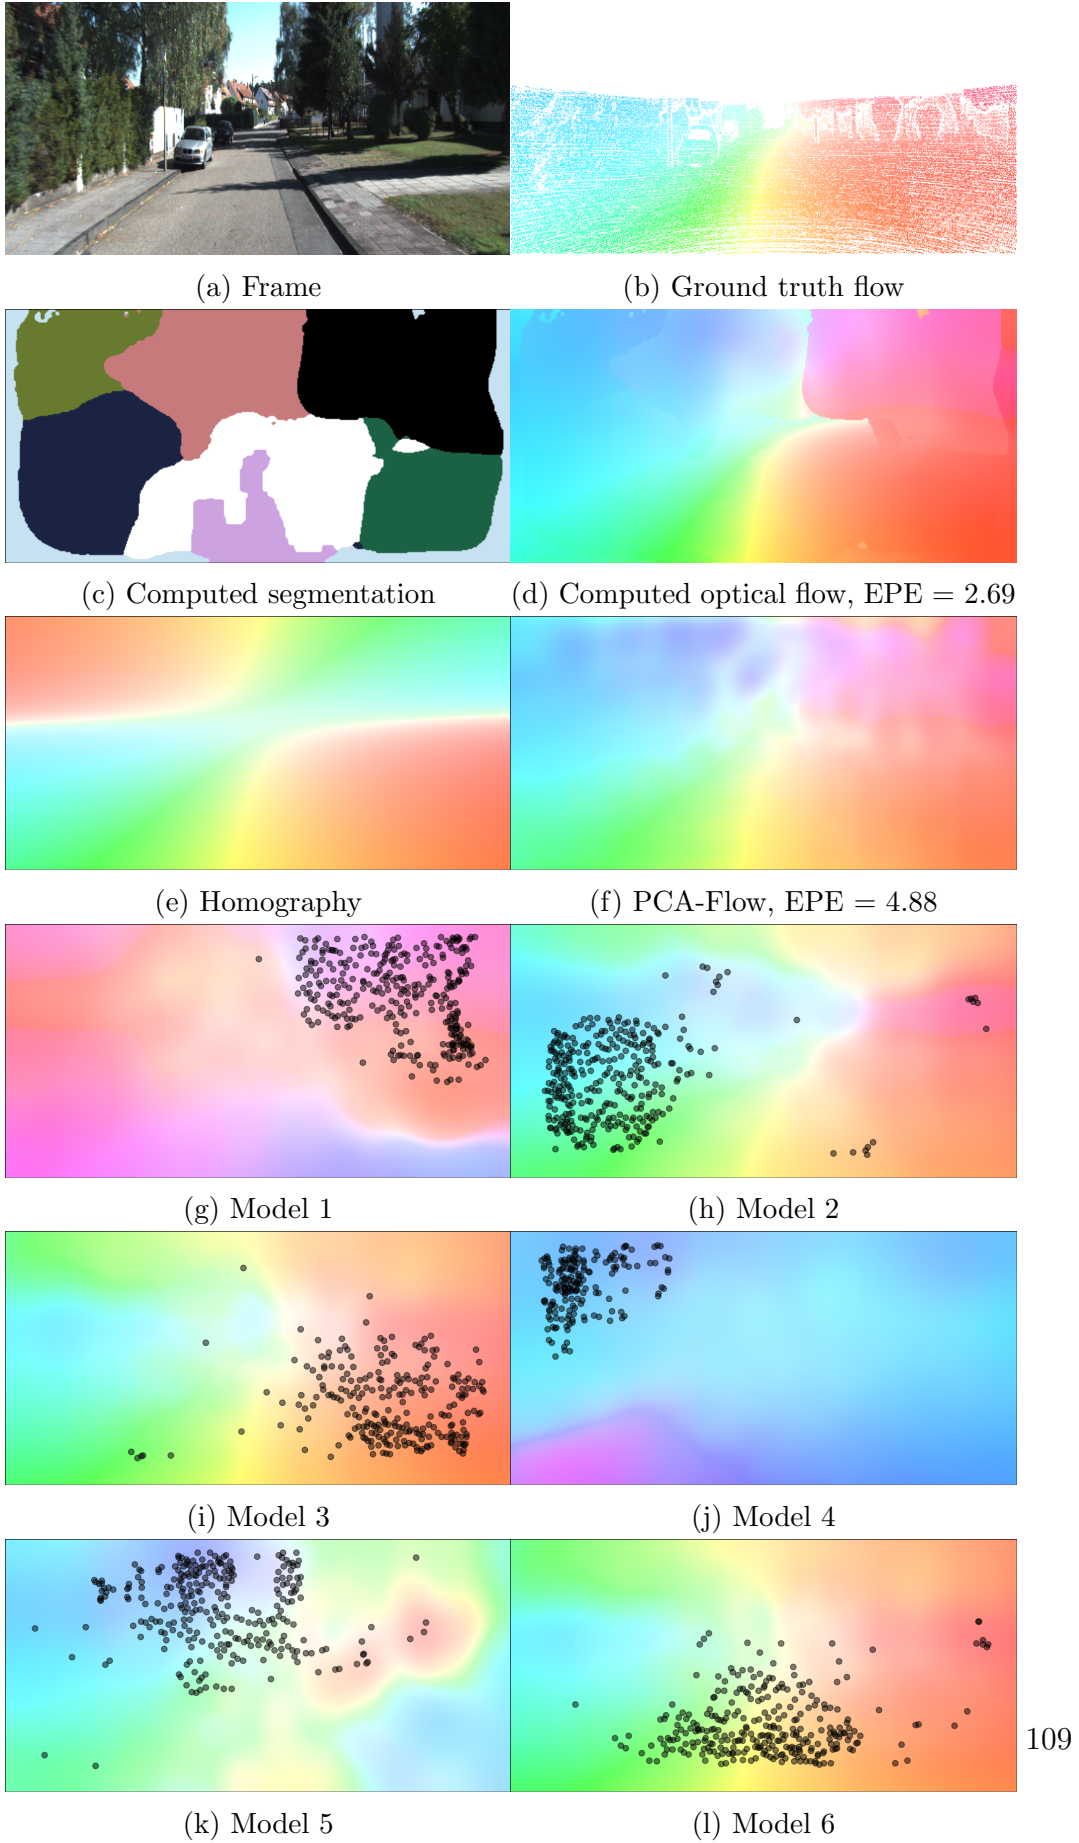 (a) Frame
(b) Ground truth flow
(c) Computed segmentation
(d) Computed optical flow, EPE = 2.69
(e) Homography
(f) PCA-Flow, EPE = 4.88
(g) Model 1
(h) Model 2
(i) Model 3
(j) Model 4
109
(k) Model 5
(l) Model 6